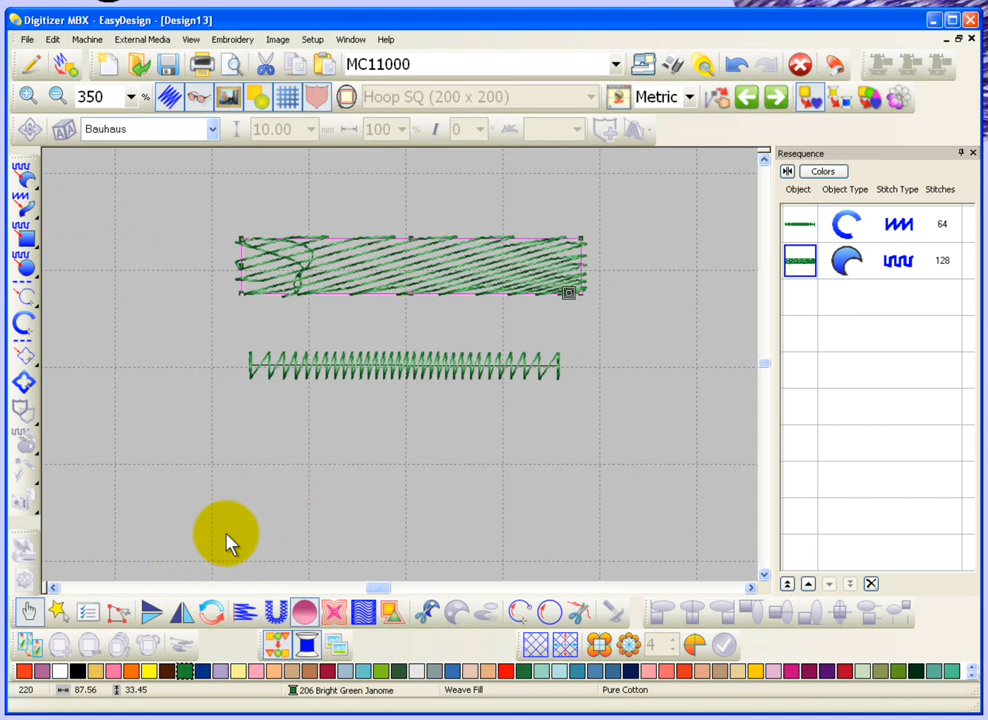 Digitizer MBX - EasyDesign - [Design13]
File Edit Machine External Media View Embroidery Image Setup Window Help
MC11000
350 % Hoop SQ (200 x 200) Metric
Bauhaus 10.00 mm 100 % 0 ° ABC
Resequence
Colors
Object Object Type Stitch Type Stitches
64
128
4
220 87.56 33.45 206 Bright Green Janome Weave Fill Pure Cotton